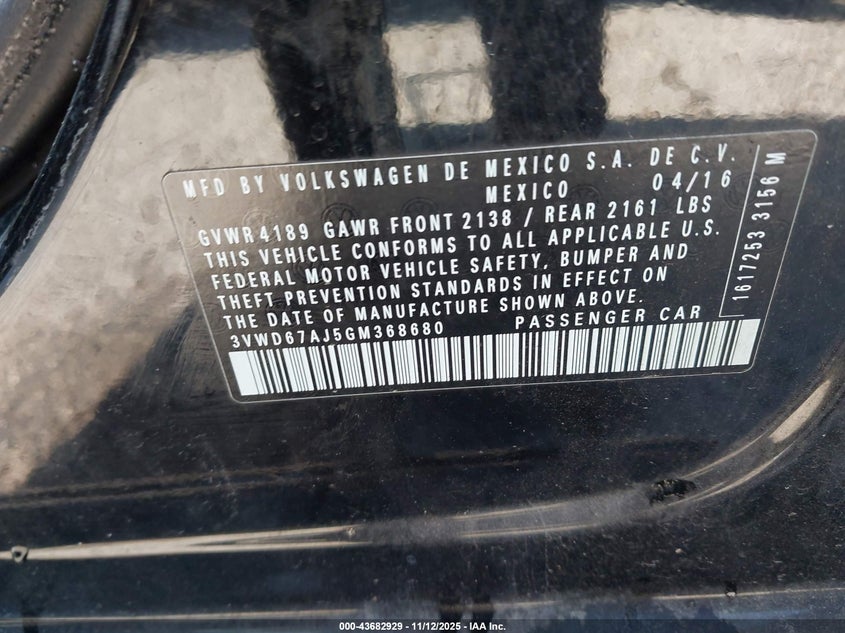 MFD BY VOLKSWAGEN DE MEXICO S.A. DE C.V.
MEXICO 04/16
GVWR 4189 GAWR FRONT 2138 / REAR 2161 LBS
THIS VEHICLE CONFORMS TO ALL APPLICABLE U.S.
FEDERAL MOTOR VEHICLE SAFETY, BUMPER AND
THEFT PREVENTION STANDARDS IN EFFECT ON
THE DATE OF MANUFACTURE SHOWN ABOVE.
3VWD67AJ5GM368680 PASSENGER CAR
1617253 3156 M
000-43682929 - 11/12/2025 - IAA Inc.